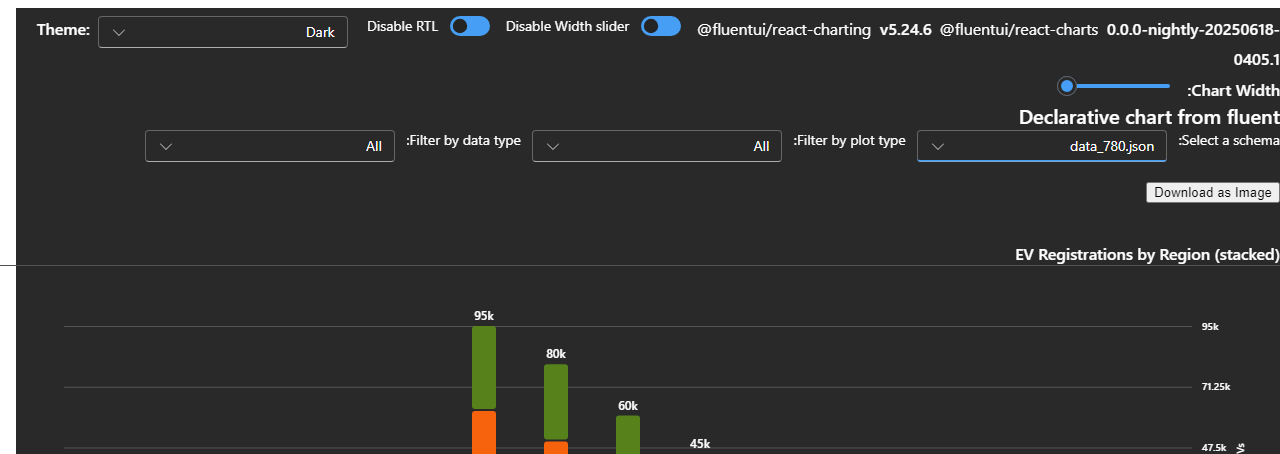 Theme:
Dark
Disable RTL
Disable Width slider
@fluentui/react-charting v5.24.6 @fluentui/react-charts 0.0.0-nightly-20250618-
0405.1
:Chart Width
Declarative chart from fluent
:Select a schema
data_780.json
:Filter by plot type
All
:Filter by data type
All
Download as Image
EV Registrations by Region (stacked)
95k
80k
60k
45k
95k
71.25k
47.5k
Vs